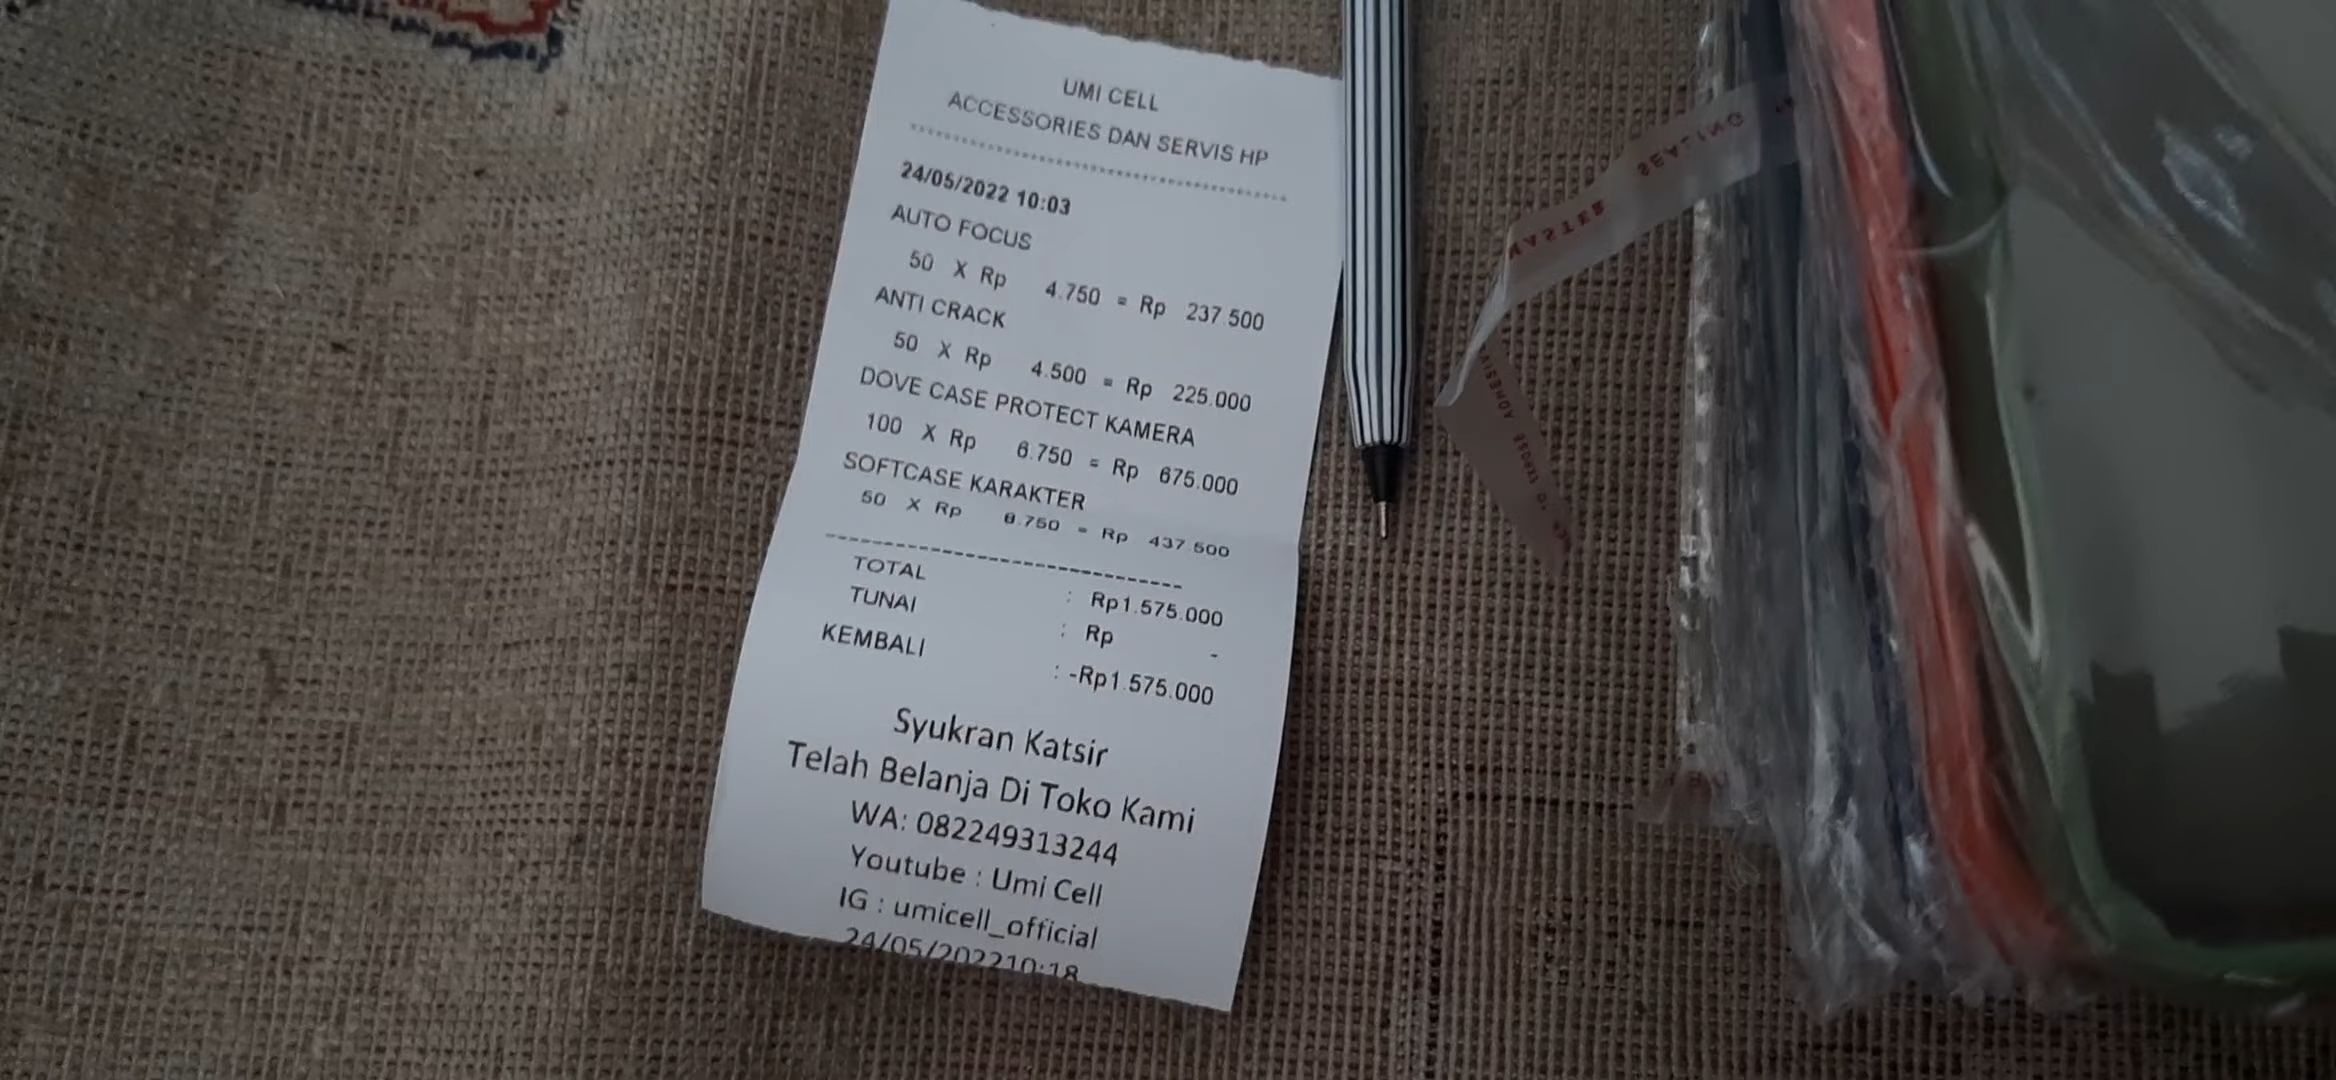 UMI CELL
ACCESSORIES DAN SERVIS HP
24/05/2022 10:03
AUTO FOCUS
50 X Rp 4.750 = Rp 237.500
ANTI CRACK
50 X Rp 4.500 = Rp 225.000
DOVE CASE PROTECT KAMERA
100 X Rp 6.750 = Rp 675.000
SOFTCASE KARAKTER
50 X Rp = Rp 437.500
TOTAL : Rp1.575.000
TUNAI : Rp -
KEMBALI : -Rp1.575.000
Syukran Katsir
Telah Belanja Di Toko Kami
WA: 082249313244
Youtube : Umi Cell
IG : umicell_official
24/05/202210:18
SEALING